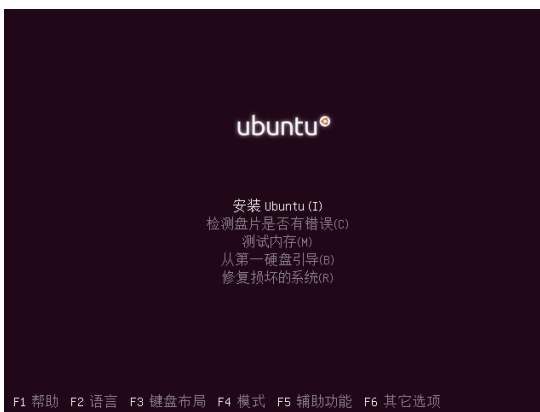 ubuntu
安装 Ubuntu (I)
检测盘片是否有错误(C)
测试内存(M)
从第一硬盘引导(B)
修复损坏的系统(R)
F1 帮助 F2 语言 F3 键盘布局 F4 模式 F5 辅助功能 F6 其它选项